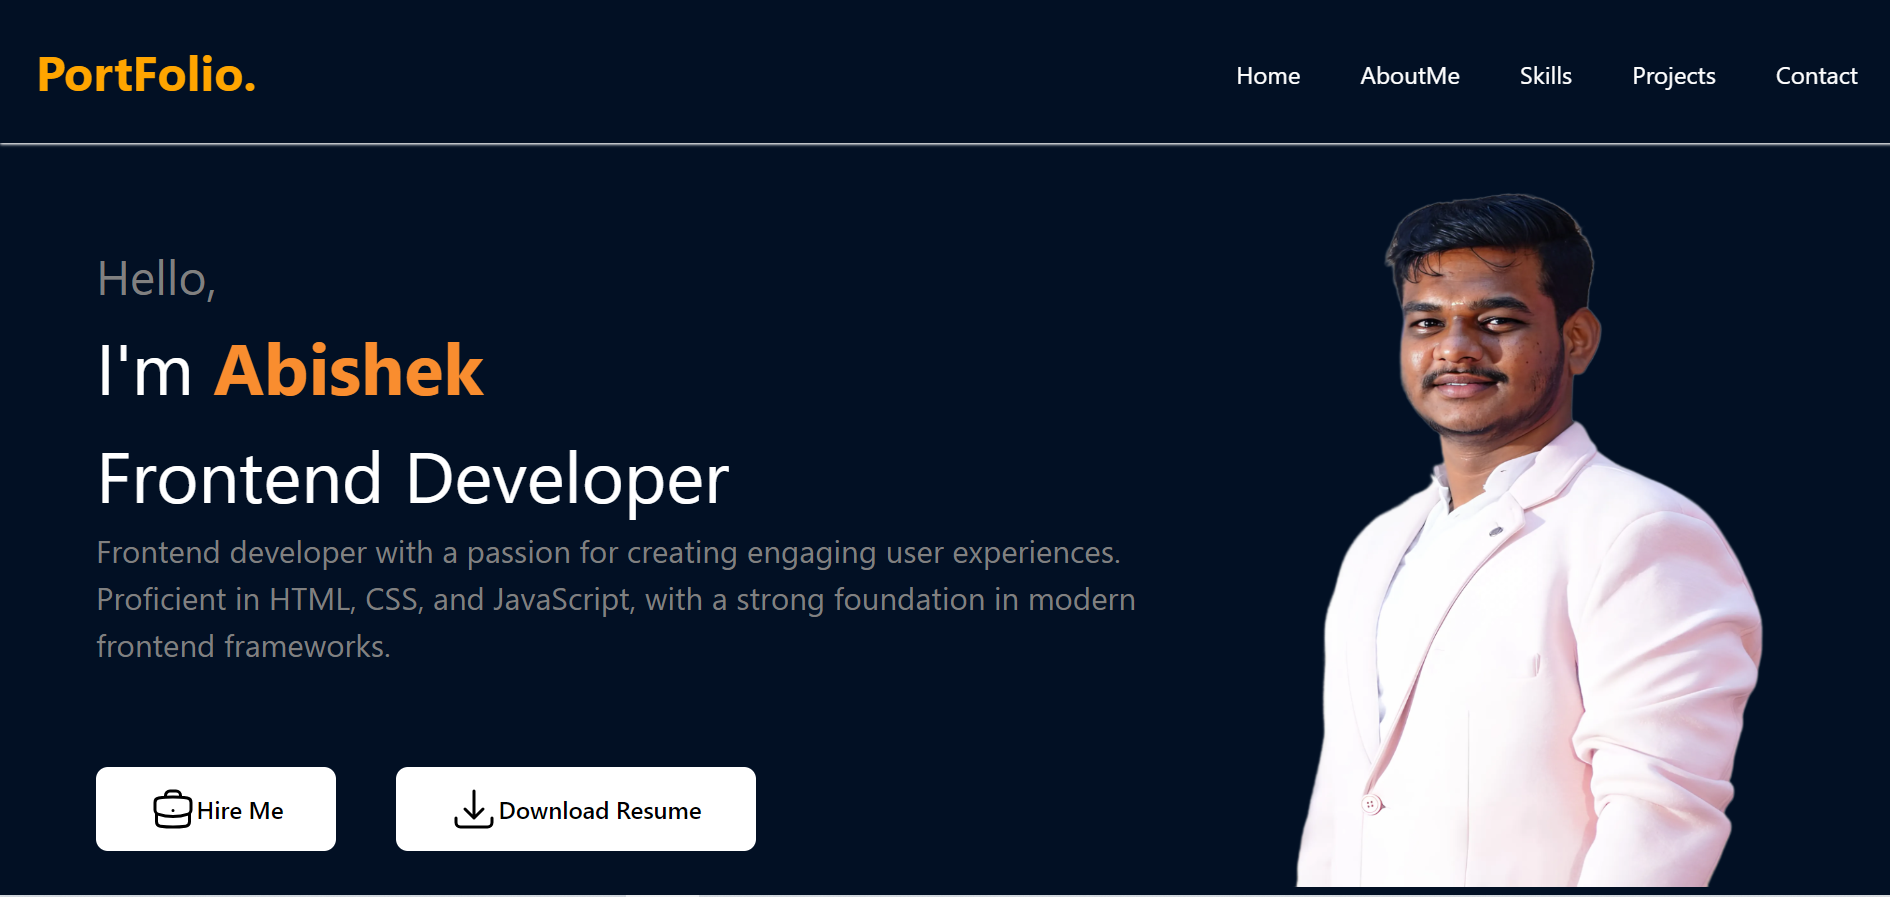 PortFolio.
Home AboutMe Skills Projects Contact
Hello,
I'm Abishek
Frontend Developer
Frontend developer with a passion for creating engaging user experiences.
Proficient in HTML, CSS, and JavaScript, with a strong foundation in modern
frontend frameworks.
Hire Me
Download Resume